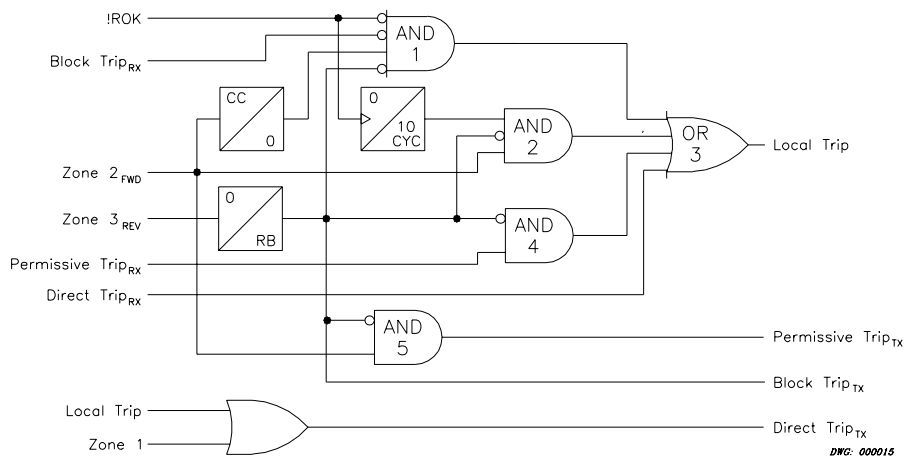 !ROK
AND
1
Block Trip RX
CC
0
0
10
CYC
AND
2
OR
3
Local Trip
Zone 2 FWD
Zone 3 REV
0
RB
AND
4
Permissive Trip RX
Direct Trip RX
AND
5
Permissive Trip TX
Block Trip TX
Local Trip
Zone 1
Direct Trip TX
DWG: 000015